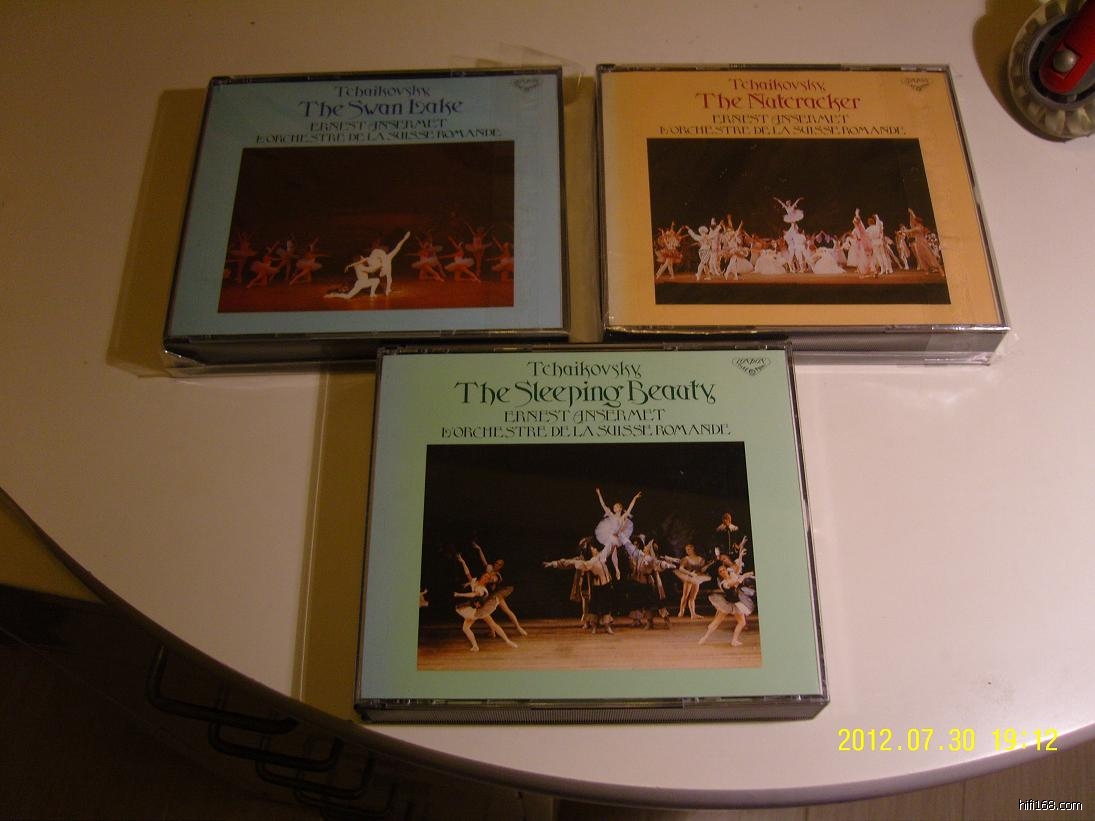 Tchaikovsky
The Swan Lake
ERNEST ANSERMET
L'ORCHESTRE DE LA SUISSE ROMANDE
Tchaikovsky
The Nutcracker
ERNEST ANSERMET
L'ORCHESTRE DE LA SUISSE ROMANDE
Tchaikovsky
The Sleeping Beauty
ERNEST ANSERMET
L'ORCHESTRE DE LA SUISSE ROMANDE
LONDON
2012.07.30 19:12
hifi168.com